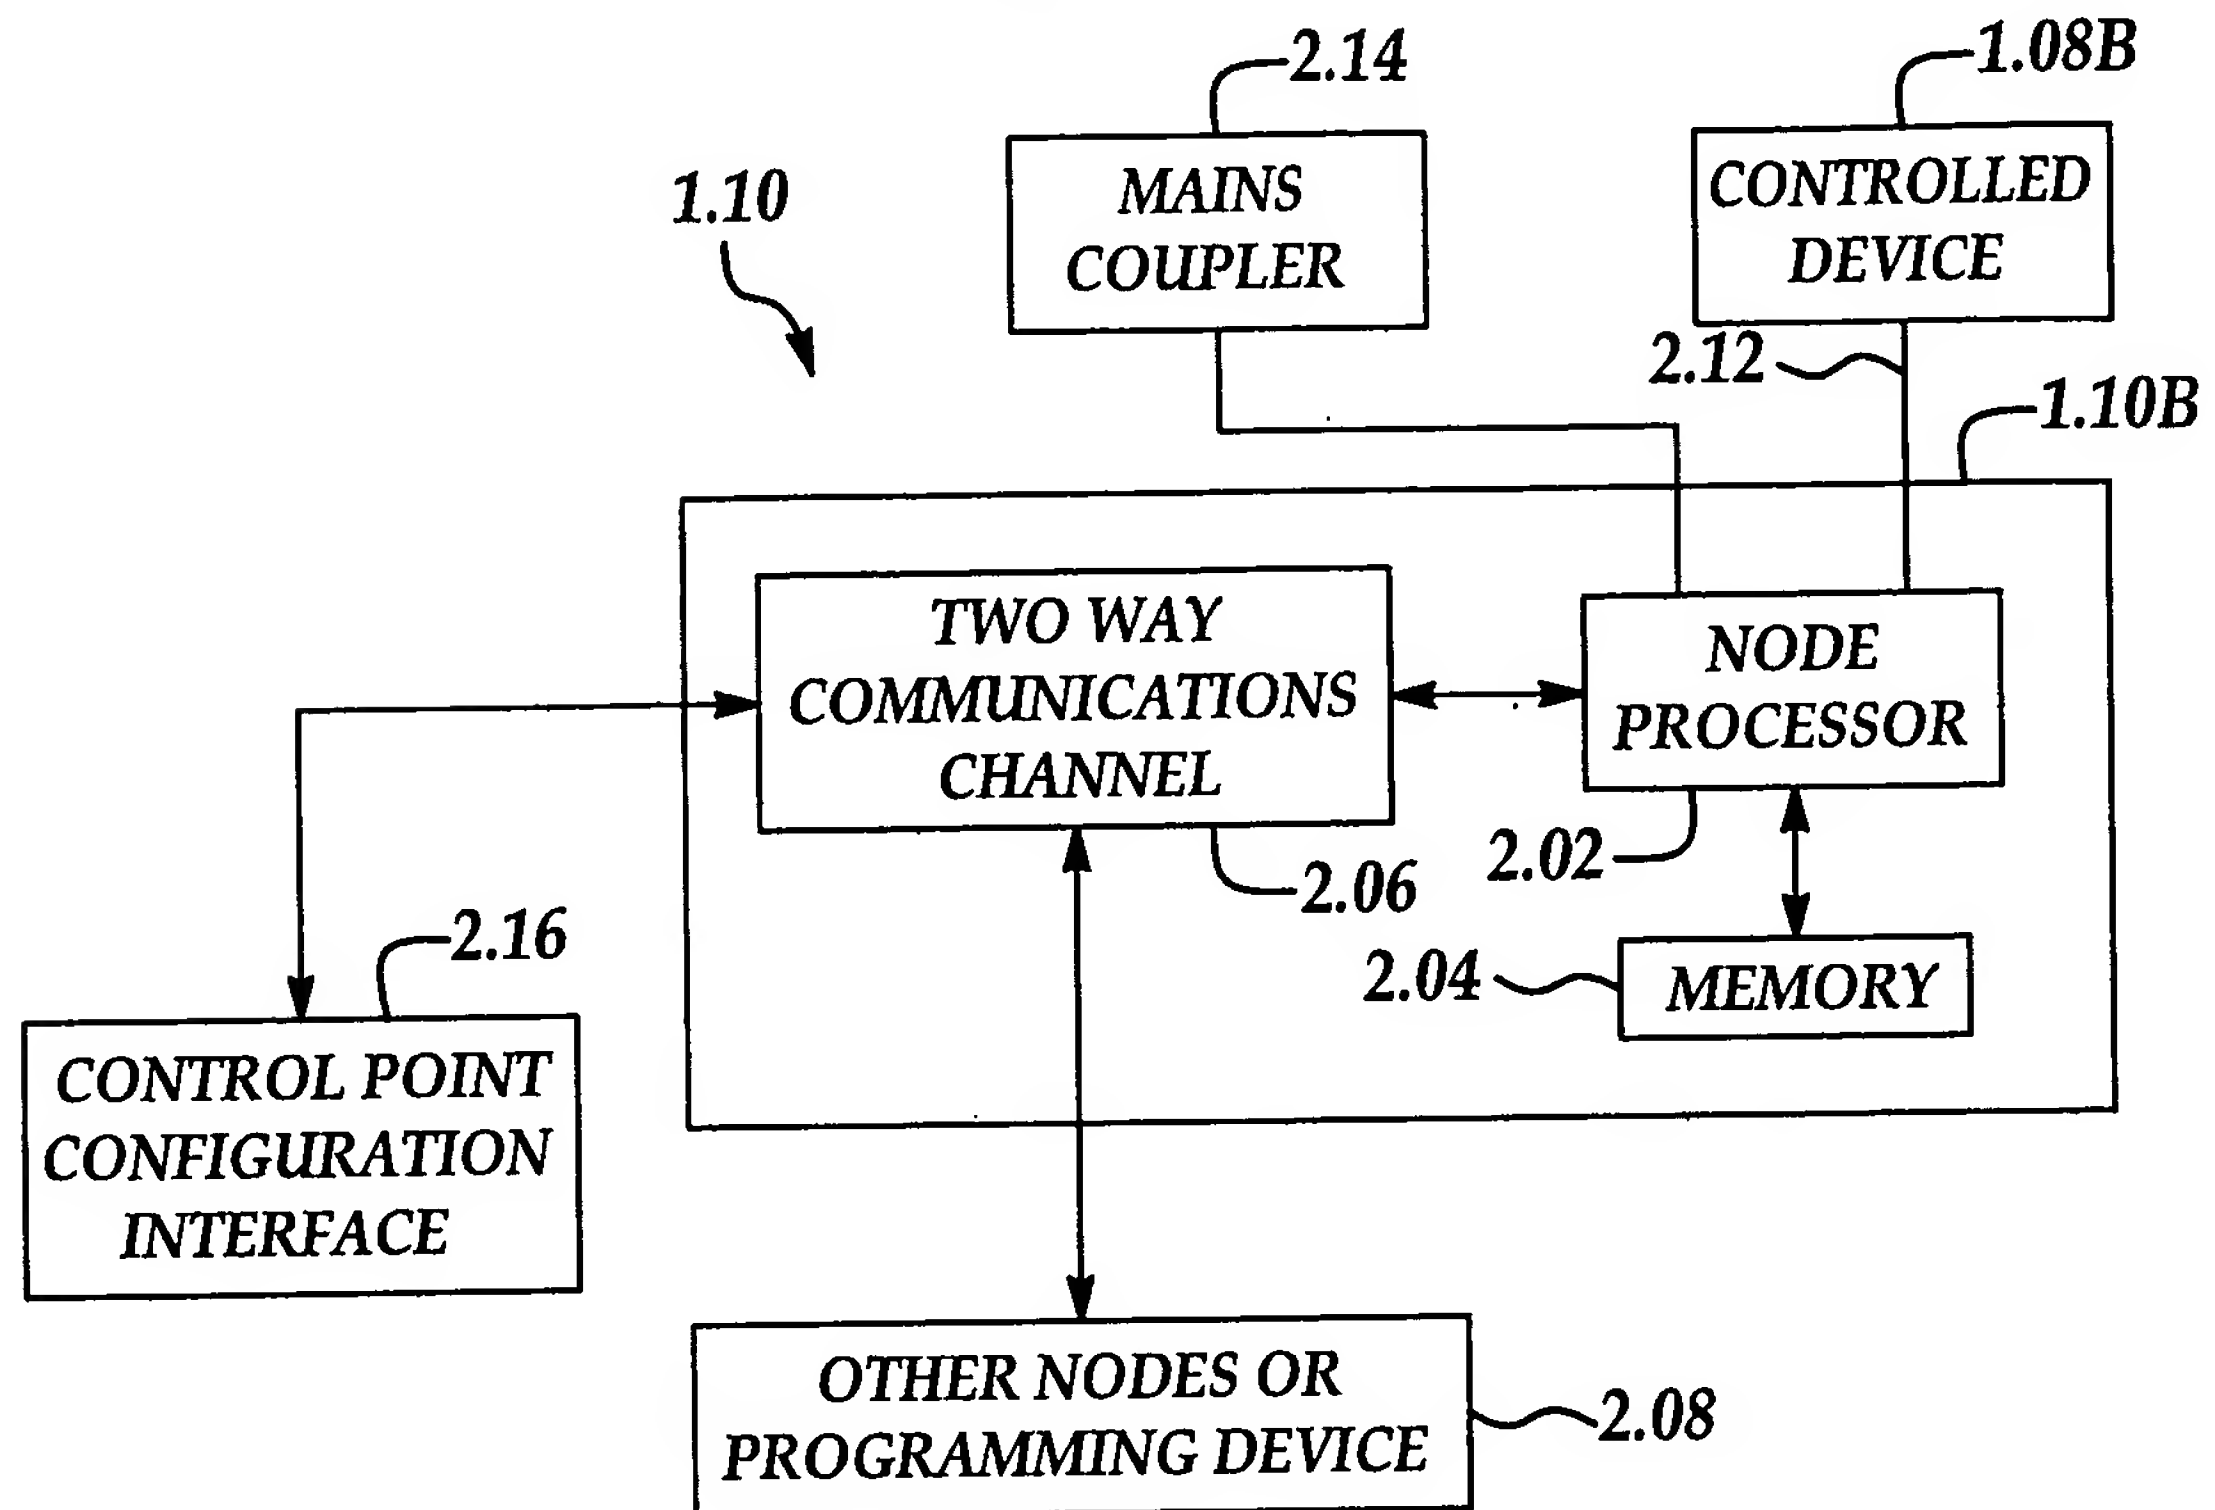 2.14
1.08B
MAINS
COUPLER
CONTROLLED
DEVICE
1.10
2.12
1.10B
TWO WAY
COMMUNICATIONS
CHANNEL
NODE
PROCESSOR
2.02
2.06
2.16
2.04
MEMORY
CONTROL POINT
CONFIGURATION
INTERFACE
OTHER NODES OR
PROGRAMMING DEVICE
2.08